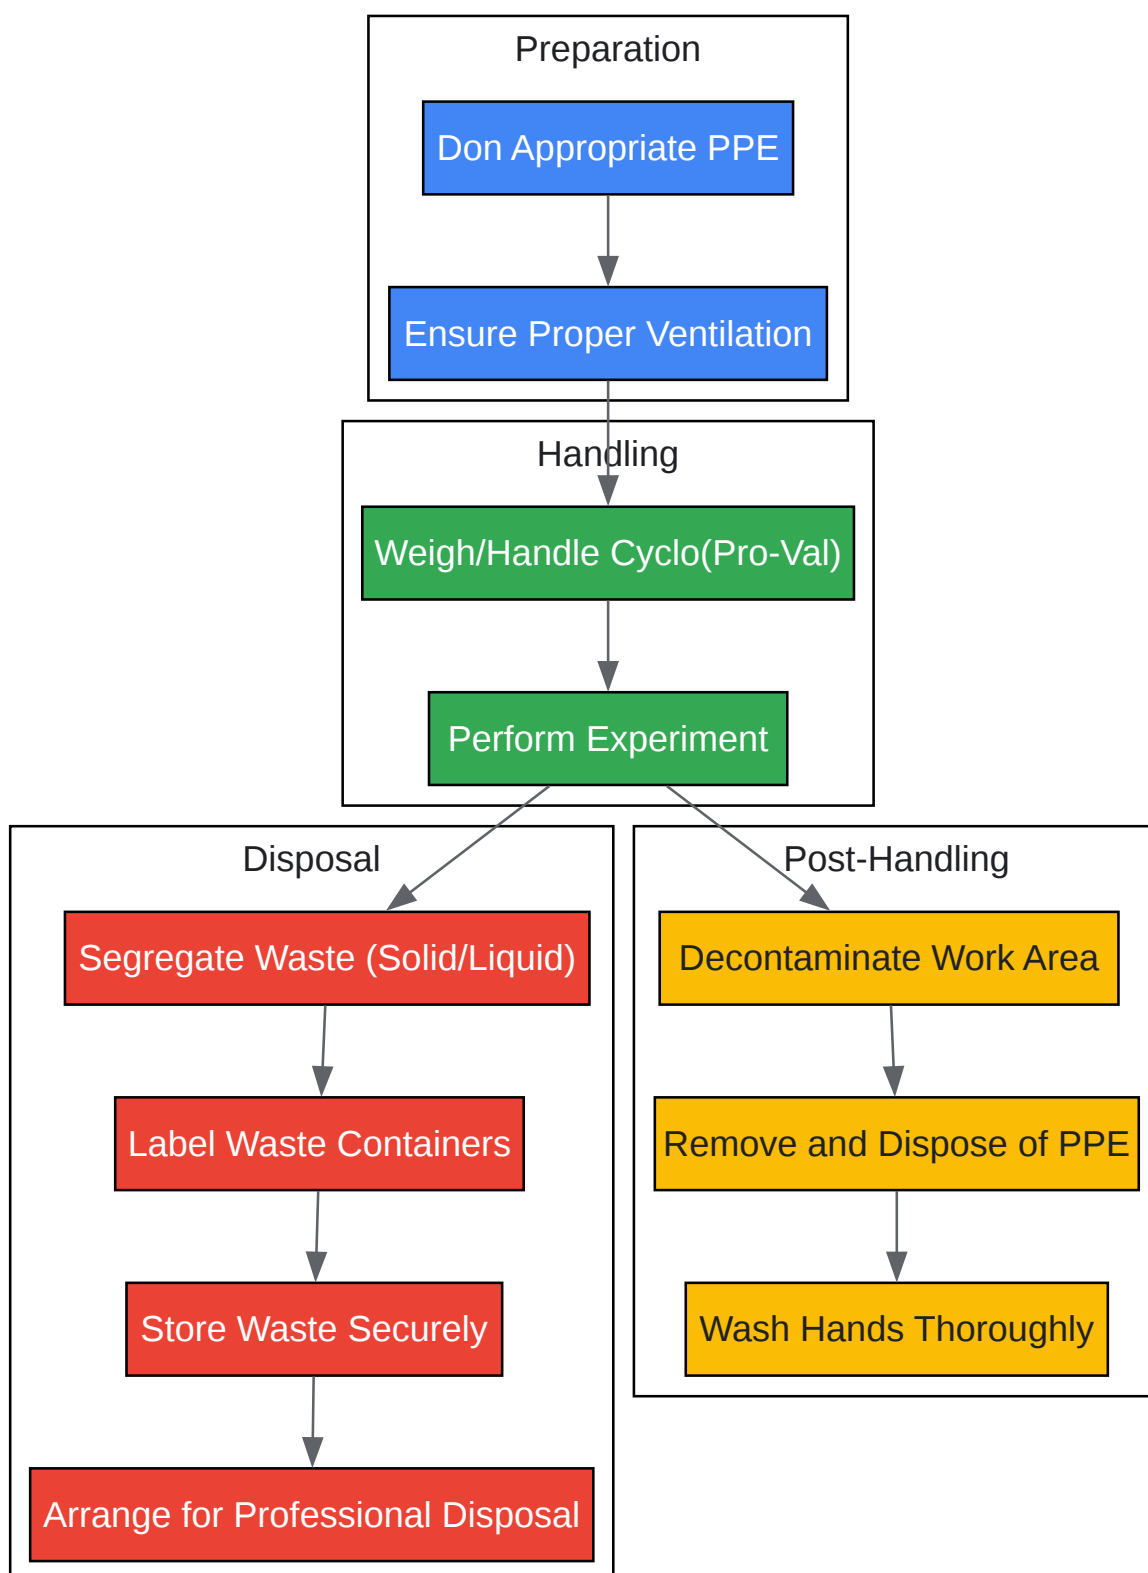 Preparation
Don Appropriate PPE
Ensure Proper Ventilation
Handling
Weigh/Handle Cyclo(Pro-Val)
Perform Experiment
Disposal
Segregate Waste (Solid/Liquid)
Label Waste Containers
Store Waste Securely
Arrange for Professional Disposal
Post-Handling
Decontaminate Work Area
Remove and Dispose of PPE
Wash Hands Thoroughly